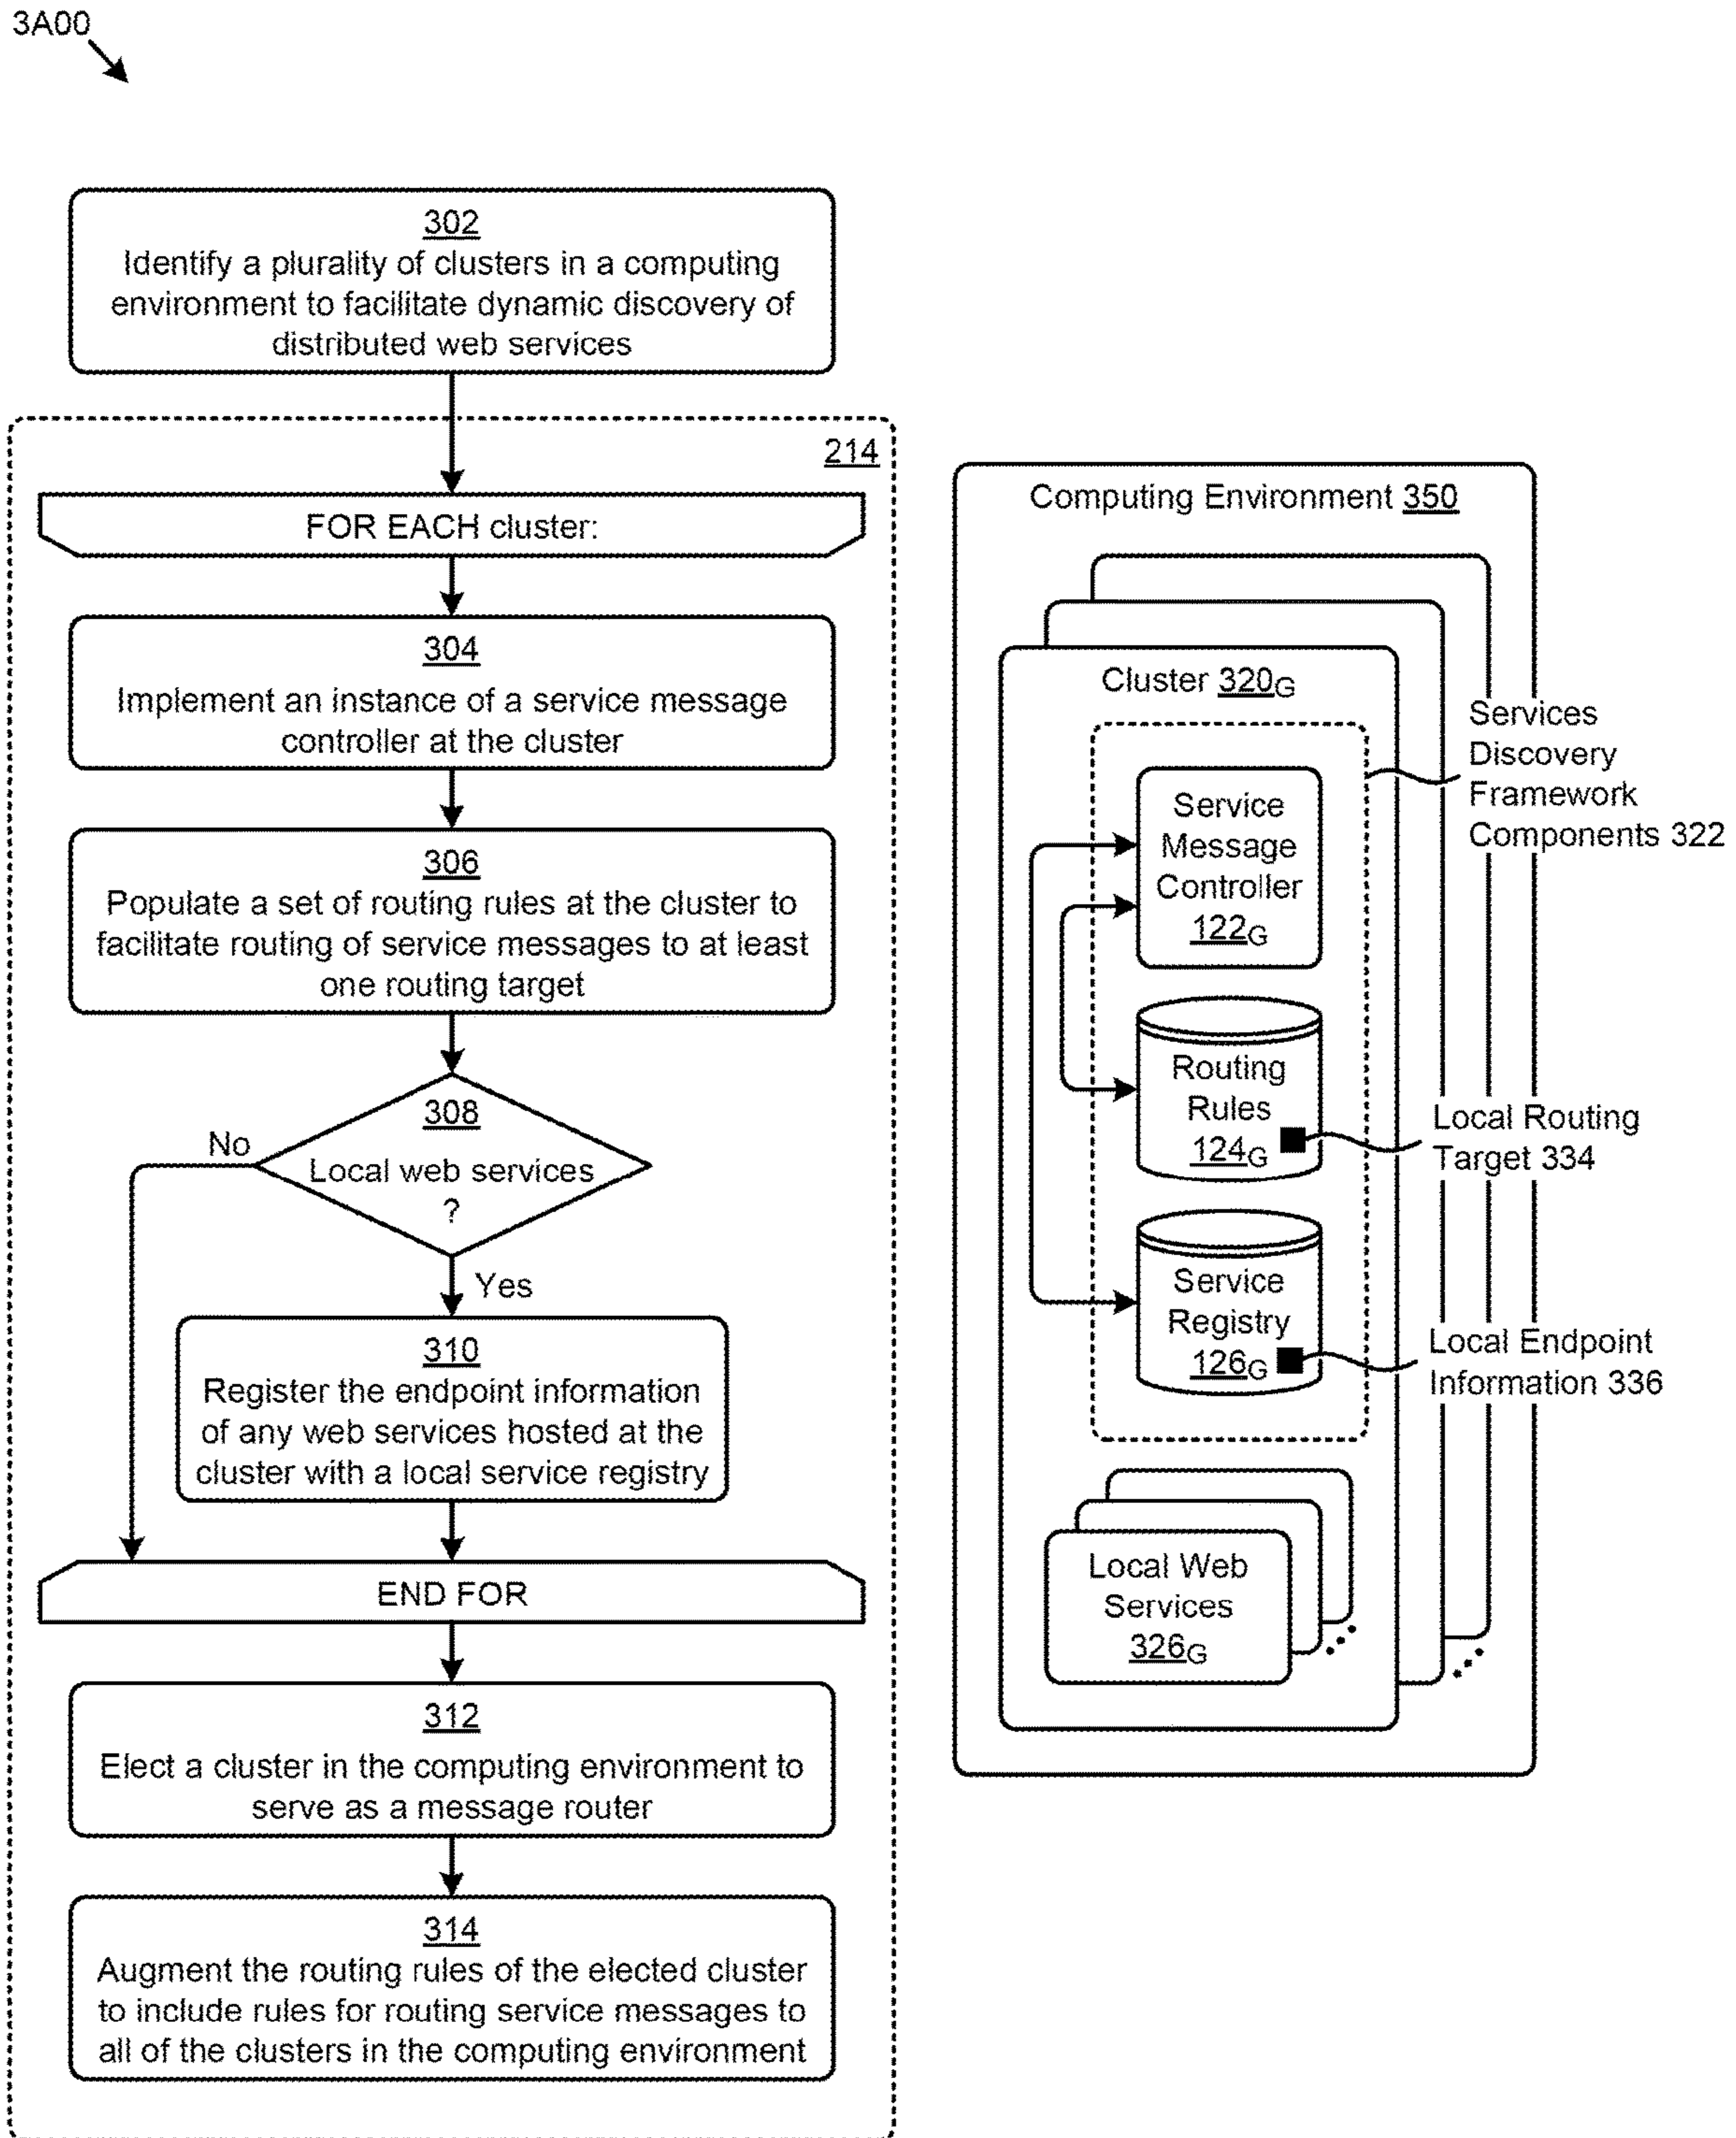 3A00
302
Identify a plurality of clusters in a computing
environment to facilitate dynamic discovery of
distributed web services
214
FOR EACH cluster:
304
Implement an instance of a service message
controller at the cluster
306
Populate a set of routing rules at the cluster to
facilitate routing of service messages to at least
one routing target
308
Local web services
?
No
Yes
310
Register the endpoint information
of any web services hosted at the
cluster with a local service registry
END FOR
312
Elect a cluster in the computing environment to
serve as a message router
314
Augment the routing rules of the elected cluster
to include rules for routing service messages to
all of the clusters in the computing environment
Computing Environment 350
Cluster 320G
Services
Discovery
Framework
Components 322
Service
Message
Controller
122G
Routing
Rules
124G
Local Routing
Target 334
Service
Registry
126G
Local Endpoint
Information 336
Local Web
Services
326G